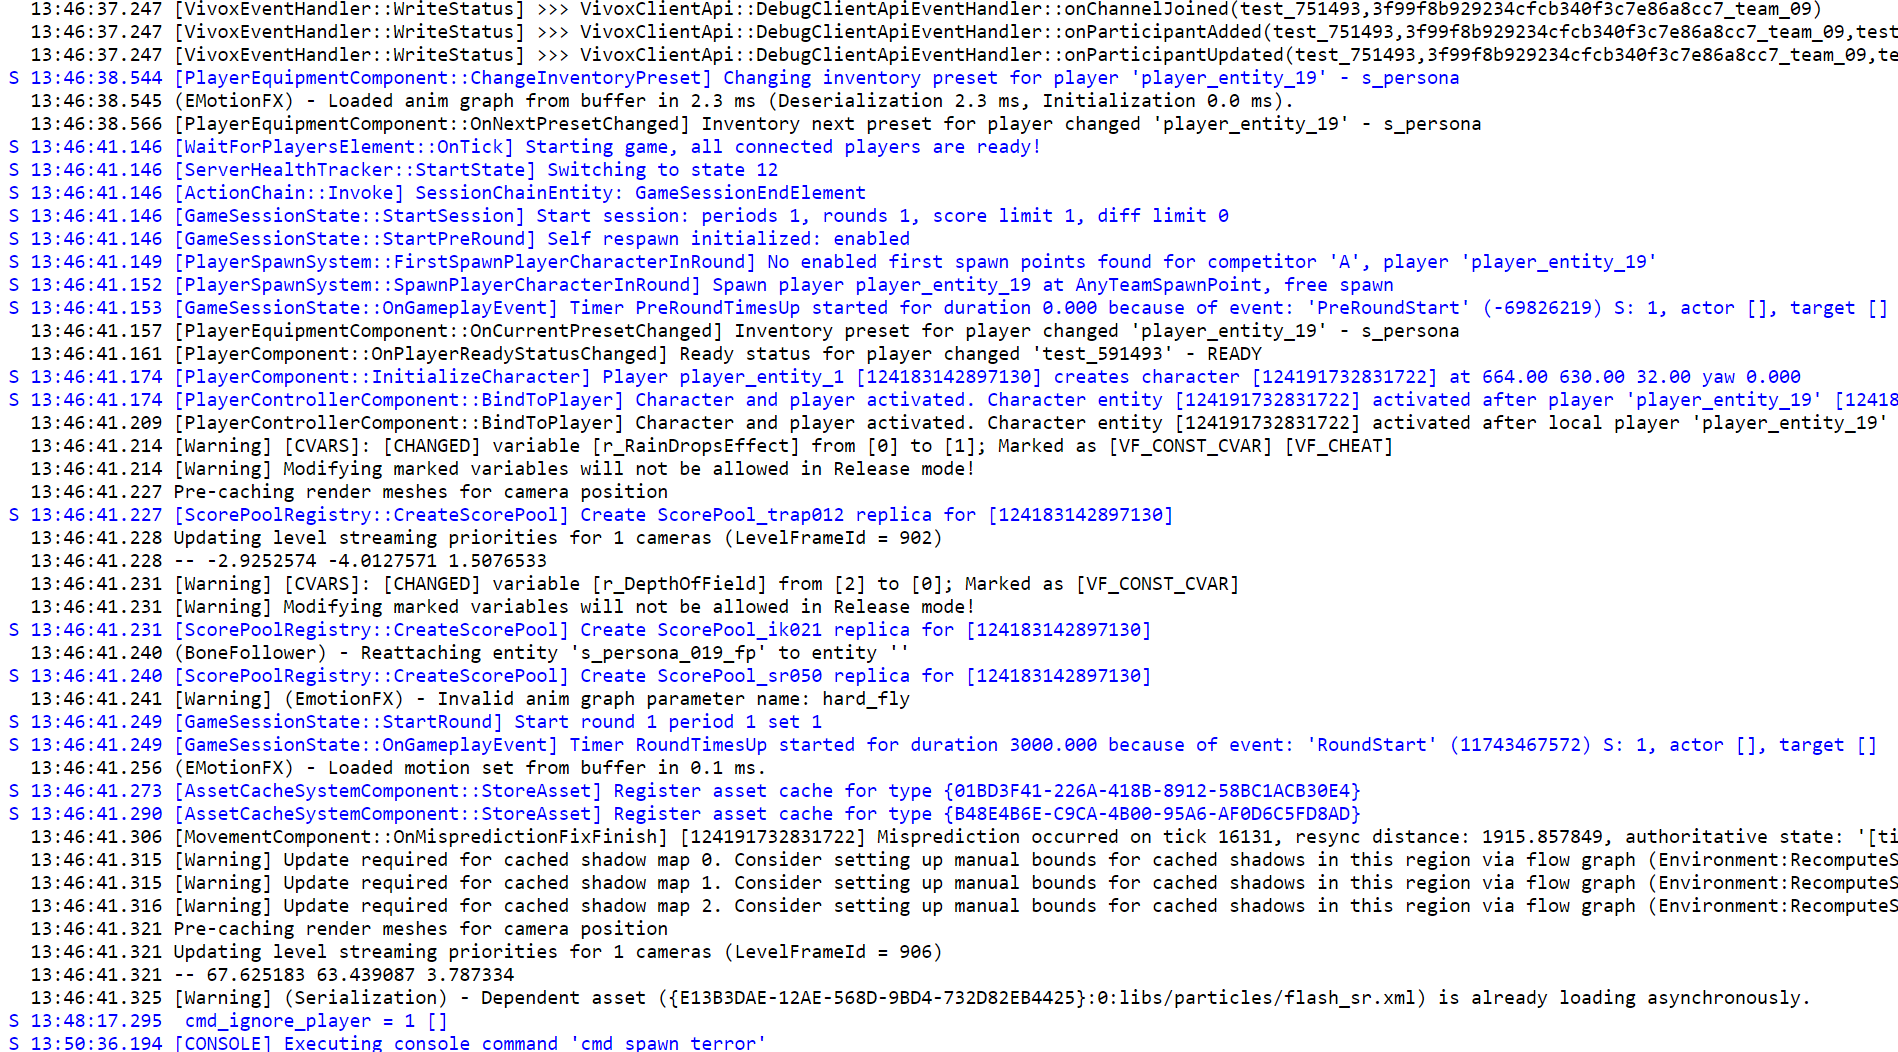 13:46:37.247 [VivoxEventHandler::WriteStatus] >>> VivoxClientApi::DebugClientApiEventHandler::onChannelJoined(test_751493,3f99f8b929234cfcb340f3c7e86a8cc7_team_09)
13:46:37.247 [VivoxEventHandler::WriteStatus] >>> VivoxClientApi::DebugClientApiEventHandler::onParticipantAdded(test_751493,3f99f8b929234cfcb340f3c7e86a8cc7_team_09,test
13:46:37.247 [VivoxEventHandler::WriteStatus] >>> VivoxClientApi::DebugClientApiEventHandler::onParticipantUpdated(test_751493,3f99f8b929234cfcb340f3c7e86a8cc7_team_09,te
S 13:46:38.544 [PlayerEquipmentComponent::ChangeInventoryPreset] Changing inventory preset for player 'player_entity_19' - s_persona
13:46:38.545 (EMotionFX) - Loaded anim graph from buffer in 2.3 ms (Deserialization 2.3 ms, Initialization 0.0 ms).
13:46:38.566 [PlayerEquipmentComponent::OnNextPresetChanged] Inventory next preset for player changed 'player_entity_19' - s_persona
S 13:46:41.146 [WaitForPlayersElement::OnTick] Starting game, all connected players are ready!
S 13:46:41.146 [ServerHealthTracker::StartState] Switching to state 12
S 13:46:41.146 [ActionChain::Invoke] SessionChainEntity: GameSessionEndElement
S 13:46:41.146 [GameSessionState::StartSession] Start session: periods 1, rounds 1, score limit 1, diff limit 0
S 13:46:41.146 [GameSessionState::StartPreRound] Self respawn initialized: enabled
S 13:46:41.149 [PlayerSpawnSystem::FirstSpawnPlayerCharacterInRound] No enabled first spawn points found for competitor 'A', player 'player_entity_19'
S 13:46:41.152 [PlayerSpawnSystem::SpawnPlayerCharacterInRound] Spawn player player_entity_19 at AnyTeamSpawnPoint, free spawn
S 13:46:41.153 [GameSessionState::OnGameplayEvent] Timer PreRoundTimesUp started for duration 0.000 because of event: 'PreRoundStart' (-69826219) S: 1, actor [], target []
13:46:41.157 [PlayerEquipmentComponent::OnCurrentPresetChanged] Inventory preset for player changed 'player_entity_19' - s_persona
13:46:41.161 [PlayerComponent::OnPlayerReadyStatusChanged] Ready status for player changed 'test_591493' - READY
S 13:46:41.174 [PlayerComponent::InitializeCharacter] Player player_entity_1 [124183142897130] creates character [124191732831722] at 664.00 630.00 32.00 yaw 0.000
S 13:46:41.174 [PlayerControllerComponent::BindToPlayer] Character and player activated. Character entity [124191732831722] activated after player 'player_entity_19' [12418
13:46:41.209 [PlayerControllerComponent::BindToPlayer] Character and player activated. Character entity [124191732831722] activated after local player 'player_entity_19'
13:46:41.214 [Warning] [CVARS]: [CHANGED] variable [r_RainDropsEffect] from [0] to [1]; Marked as [VF_CONST_CVAR] [VF_CHEAT]
13:46:41.214 [Warning] Modifying marked variables will not be allowed in Release mode!
13:46:41.227 Pre-caching render meshes for camera position
S 13:46:41.227 [ScorePoolRegistry::CreateScorePool] Create ScorePool_trap012 replica for [124183142897130]
13:46:41.228 Updating level streaming priorities for 1 cameras (LevelFrameId = 902)
13:46:41.228 -- -2.9252574 -4.0127571 1.5076533
13:46:41.231 [Warning] [CVARS]: [CHANGED] variable [r_DepthOfField] from [2] to [0]; Marked as [VF_CONST_CVAR]
13:46:41.231 [Warning] Modifying marked variables will not be allowed in Release mode!
S 13:46:41.231 [ScorePoolRegistry::CreateScorePool] Create ScorePool_ik021 replica for [124183142897130]
13:46:41.240 (BoneFollower) - Reattaching entity 's_persona_019_fp' to entity ''
S 13:46:41.240 [ScorePoolRegistry::CreateScorePool] Create ScorePool_sr050 replica for [124183142897130]
13:46:41.241 [Warning] (EmotionFX) - Invalid anim graph parameter name: hard_fly
S 13:46:41.249 [GameSessionState::StartRound] Start round 1 period 1 set 1
S 13:46:41.249 [GameSessionState::OnGameplayEvent] Timer RoundTimesUp started for duration 3000.000 because of event: 'RoundStart' (11743467572) S: 1, actor [], target []
13:46:41.256 (EMotionFX) - Loaded motion set from buffer in 0.1 ms.
S 13:46:41.273 [AssetCacheSystemComponent::StoreAsset] Register asset cache for type {01BD3F41-226A-418B-8912-58BC1ACB30E4}
S 13:46:41.290 [AssetCacheSystemComponent::StoreAsset] Register asset cache for type {B48E4B6E-C9CA-4B00-95A6-AF0D6C5FD8AD}
13:46:41.306 [MovementComponent::OnMispredictionFixFinish] [124191732831722] Misprediction occurred on tick 16131, resync distance: 1915.857849, authoritative state: '[ti
13:46:41.315 [Warning] Update required for cached shadow map 0. Consider setting up manual bounds for cached shadows in this region via flow graph (Environment:RecomputeS
13:46:41.315 [Warning] Update required for cached shadow map 1. Consider setting up manual bounds for cached shadows in this region via flow graph (Environment:RecomputeS
13:46:41.316 [Warning] Update required for cached shadow map 2. Consider setting up manual bounds for cached shadows in this region via flow graph (Environment:RecomputeS
13:46:41.321 Pre-caching render meshes for camera position
13:46:41.321 Updating level streaming priorities for 1 cameras (LevelFrameId = 906)
13:46:41.321 -- 67.625183 63.439087 3.787334
13:46:41.325 [Warning] (Serialization) - Dependent asset ({E13B3DAE-12AE-568D-9BD4-732D82EB4425}:0:libs/particles/flash_sr.xml) is already loading asynchronously.
S 13:48:17.295  cmd_ignore_player = 1 []
S 13:50:36.194 [CONSOLE] Executing console command 'cmd spawn terror'